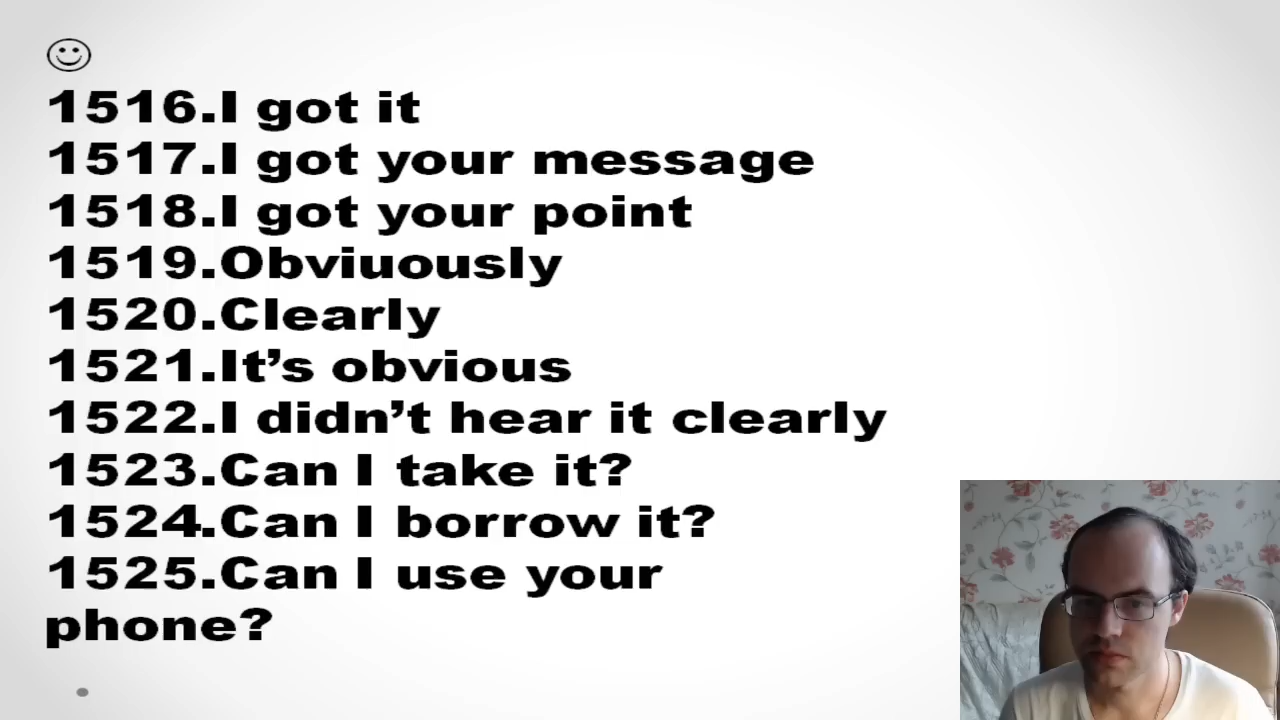 1516.I got it
1517.I got your message
1518.I got your point
1519.Obviuously
1520.Clearly
1521.It’s obvious
1522.I didn’t hear it clearly
1523.Can I take it?
1524.Can I borrow it?
1525.Can I use your
phone?